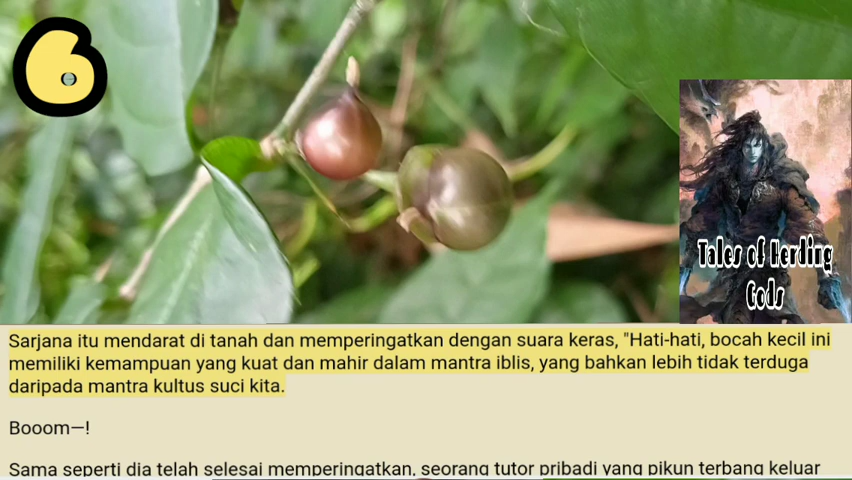 6
Tales of Herding
Gods
Sarjana itu mendarat di tanah dan memperingatkan dengan suara keras, "Hati-hati, bocah kecil ini
memiliki kemampuan yang kuat dan mahir dalam mantra iblis, yang bahkan lebih tidak terduga
daripada mantra kultus suci kita.
Booom—!
Sama seperti dia telah selesai memperingatkan, seorang tutor pribadi yang pikun terbang keluar